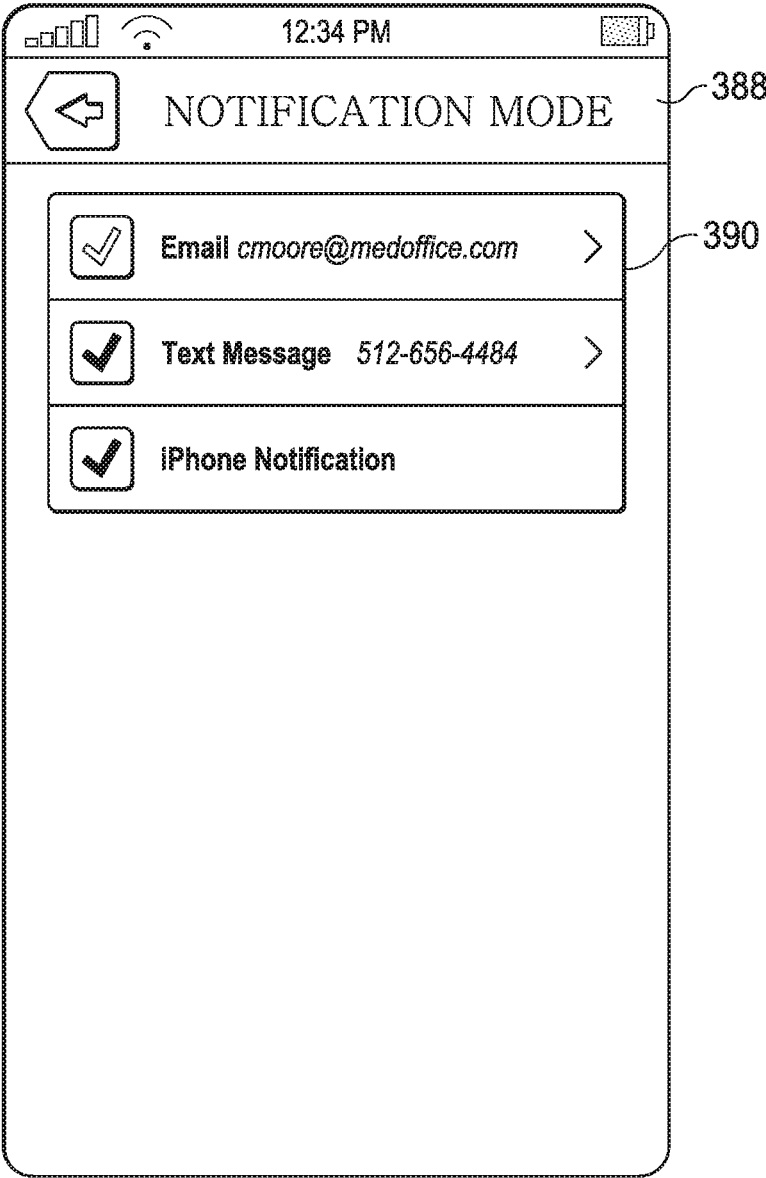 12:34 PM
NOTIFICATION MODE
388
Email cmoore@medoffice.com
390
Text Message 512-656-4484
iPhone Notification